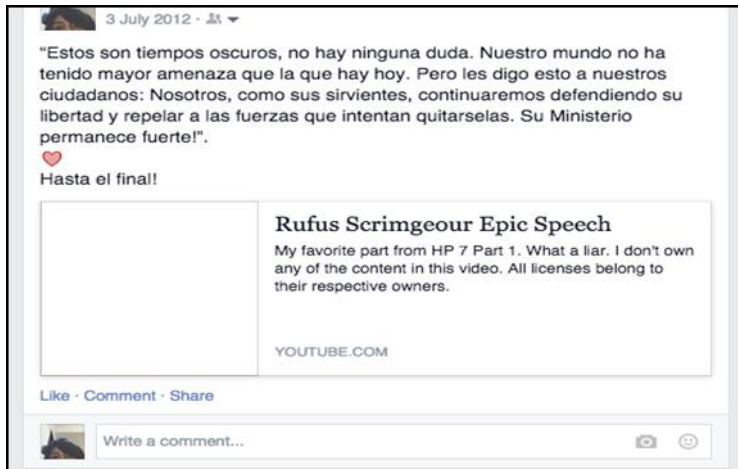 3 July 2012 ·
"Estos son tiempos oscuros, no hay ninguna duda. Nuestro mundo no ha
tenido mayor amenaza que la que hay hoy. Pero les digo esto a nuestros
ciudadanos: Nosotros, como sus sirvientes, continuaremos defendiendo su
libertad y repelar a las fuerzas que intentan quitarselas. Su Ministerio
permanece fuerte!".
Hasta el final!
Rufus Scrimgeour Epic Speech
My favorite part from HP 7 Part 1. What a liar. I don't own
any of the content in this video. All licenses belong to
their respective owners.
YOUTUBE.COM
Like · Comment · Share
Write a comment...